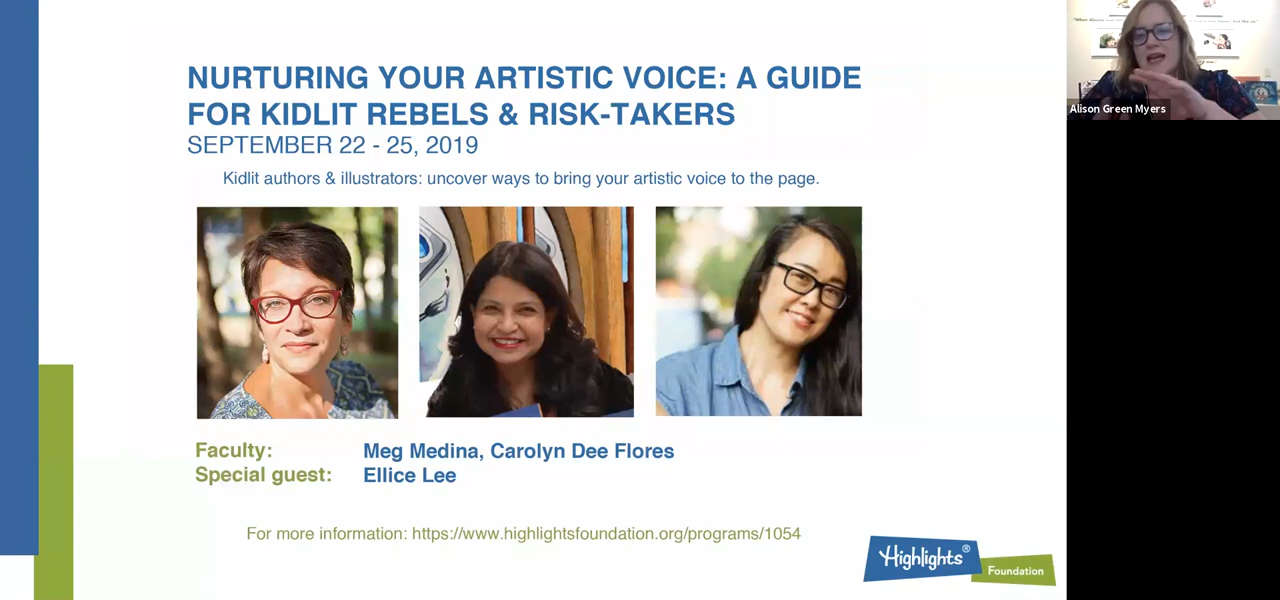 NURTURING YOUR ARTISTIC VOICE: A GUIDE
FOR KIDLIT REBELS & RISK-TAKERS
SEPTEMBER 22 - 25, 2019
Kidlit authors & illustrators: uncover ways to bring your artistic voice to the page.
Faculty: Meg Medina, Carolyn Dee Flores
Special guest: Ellice Lee
For more information: https://www.highlightsfoundation.org/programs/1054
Highlights®
Foundation
Alison Green Myers